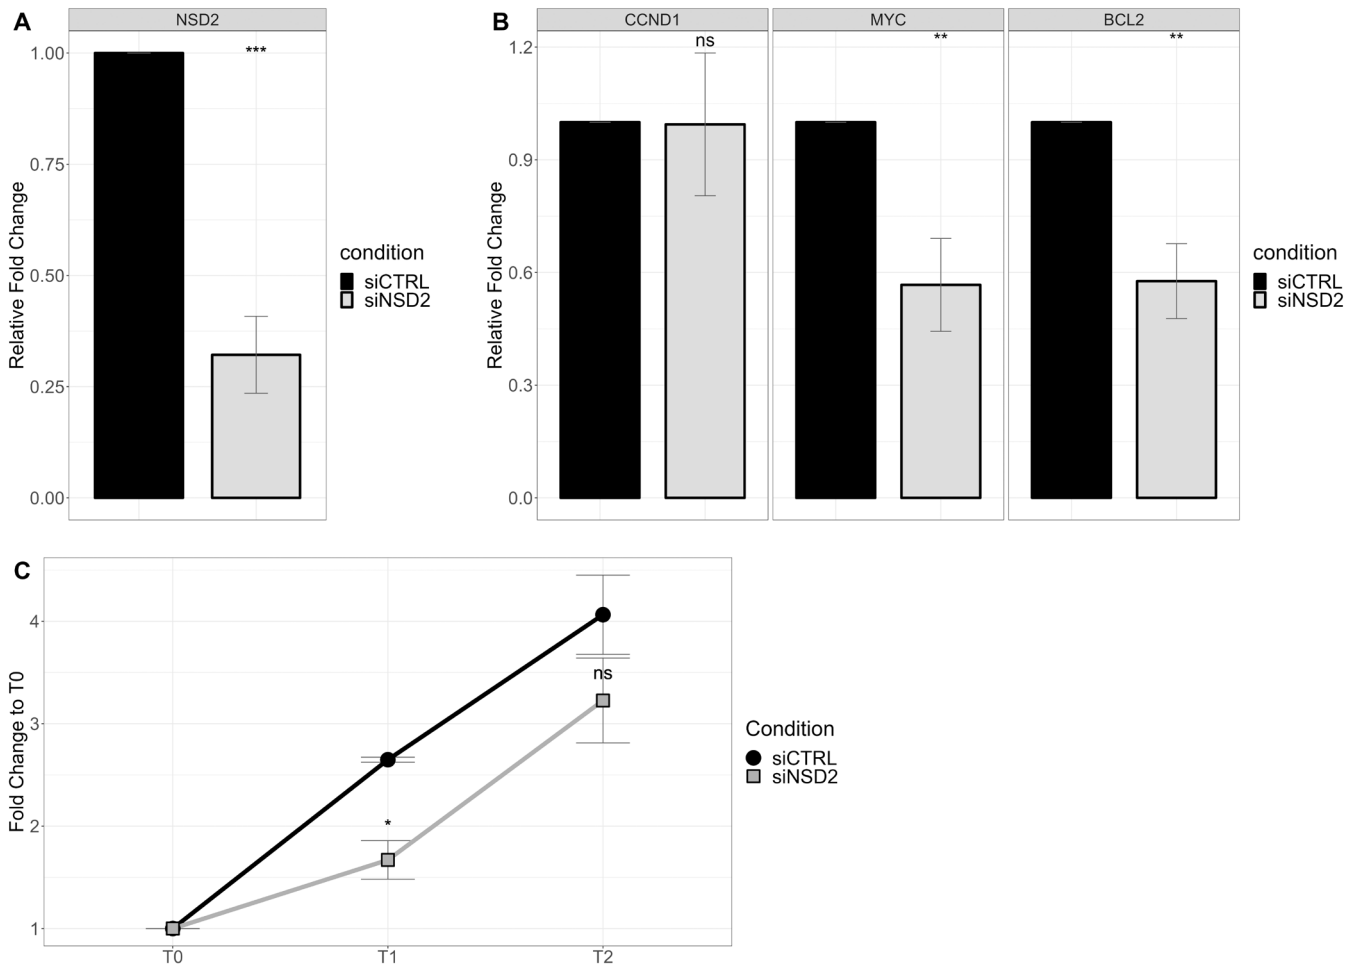 A
NSD2
***
1.00
0.75
0.50
0.25
0.00
Relative Fold Change
condition
siCTRL
siNSD2
B
CCND1
MYC
BCL2
ns
**
**
1.2
0.9
0.6
0.3
0.0
Relative Fold Change
condition
siCTRL
siNSD2
C
4
3
2
1
Fold Change to T0
ns
*
T0
T1
T2
Condition
siCTRL
siNSD2